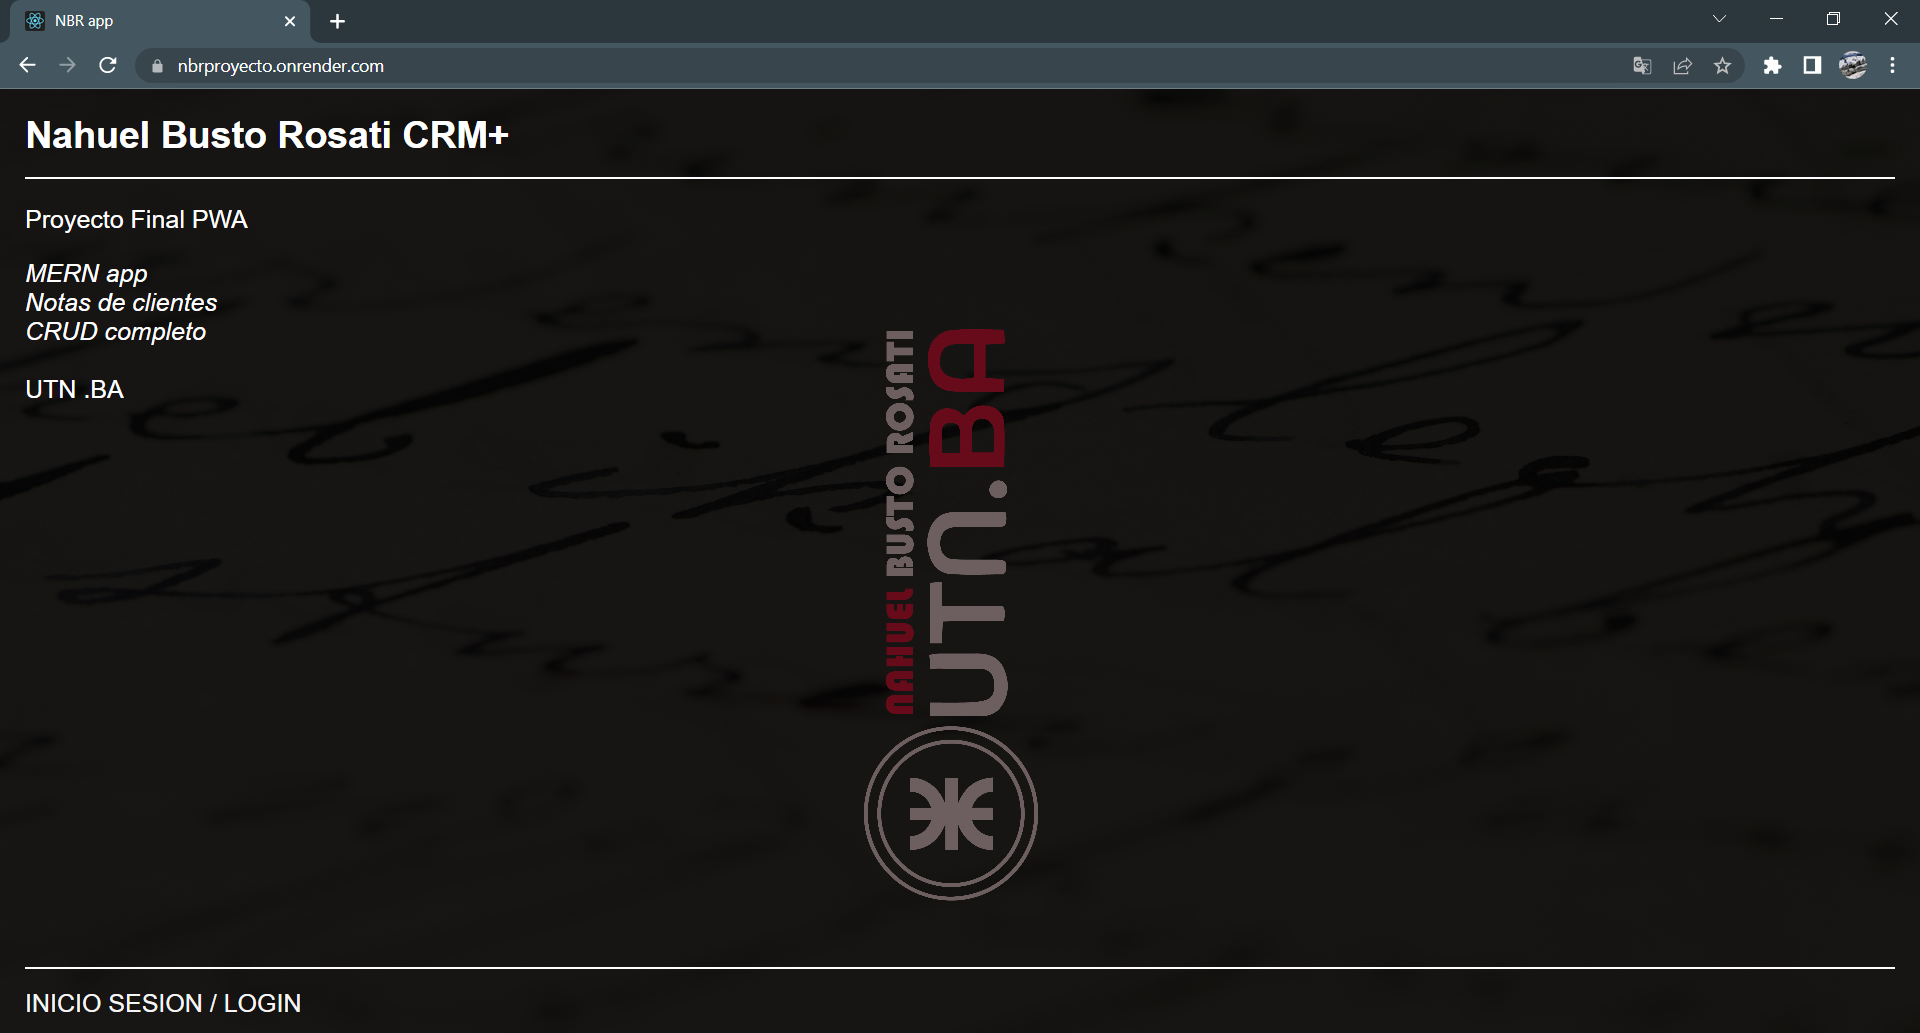 NBR app
nbrproyecto.onrender.com
Nahuel Busto Rosati CRM+
Proyecto Final PWA
MERN app
Notas de clientes
CRUD completo
UTN .BA
NAHUEL BUSTO ROSATI
UTN.BA
INICIO SESION / LOGIN